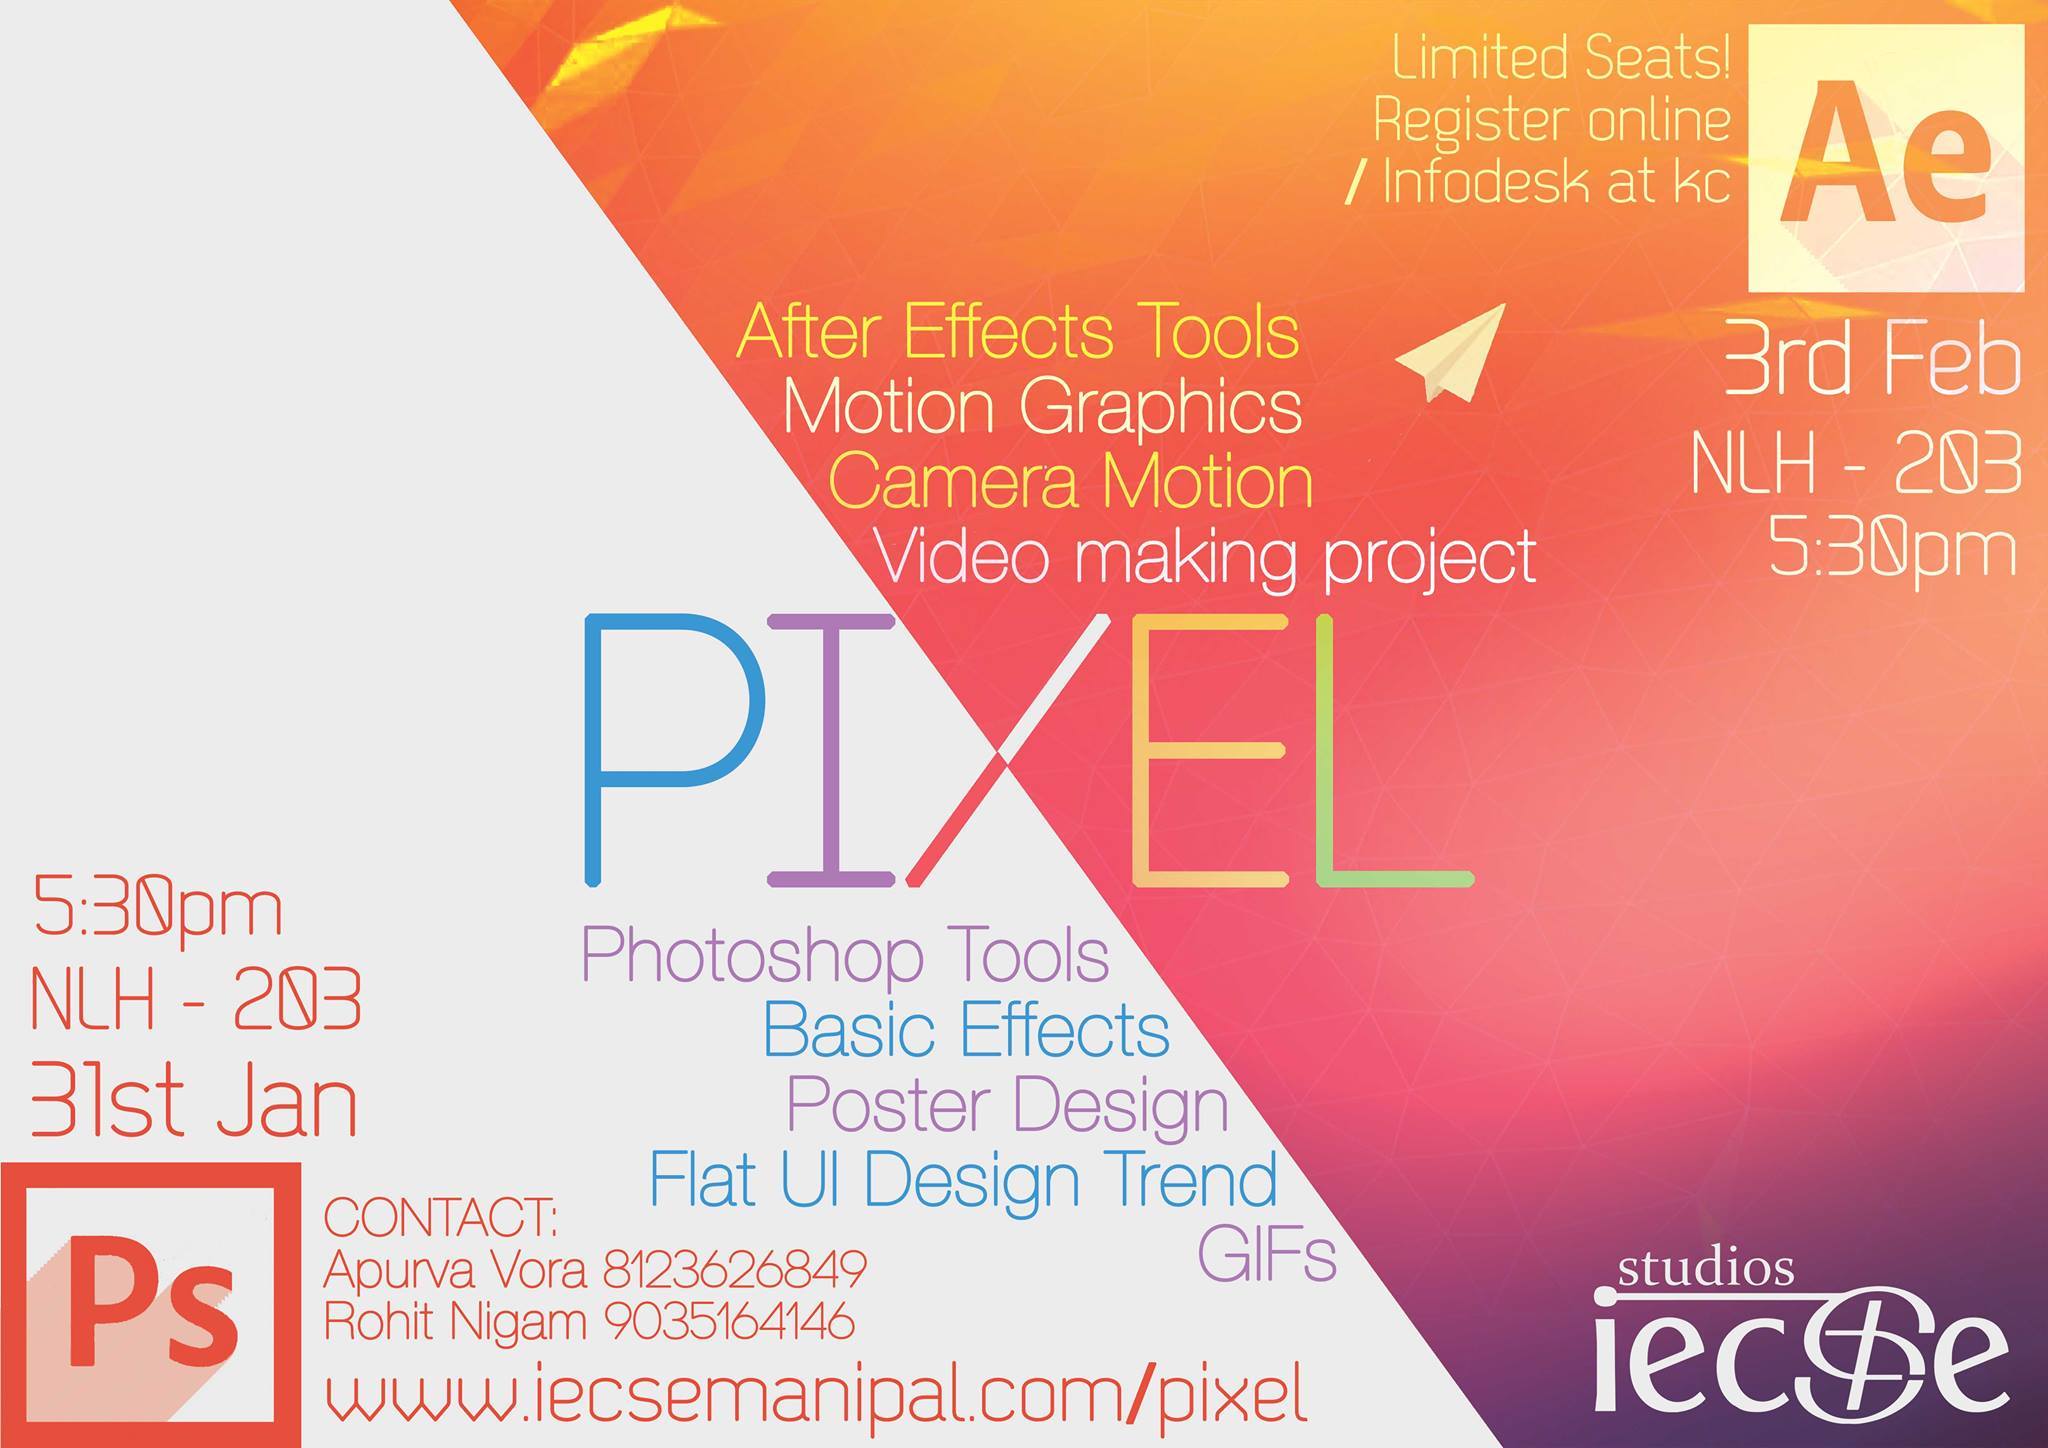 Limited Seats!
Register online
/ Infodesk at kc
Ae
After Effects Tools
Motion Graphics
Camera Motion
Video making project
3rd Feb
NLH - 203
5:30pm
PIXEL
5:30pm
NLH - 203
31st Jan
Photoshop Tools
Basic Effects
Poster Design
Flat UI Design Trend
GIFs
Ps
CONTACT:
Apurva Vora 8123626849
Rohit Nigam 9035164146
www.iecsemanipal.com/pixel
studios
iecse